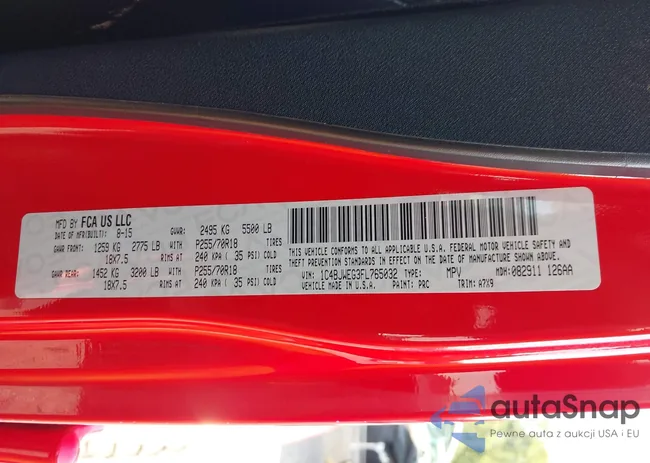 MFD BY FCA US LLC
DATE OF MFR(BUILT): 8-15 GVWR: 2495 KG 5500 LB
GAWR FRONT: 1259 KG 2775 LB WITH P255/70R18 TIRES
18X7.5 RIMS AT 240 KPA ( 35 PSI) COLD
GAWR REAR: 1452 KG 3200 LB WITH P255/70R18 TIRES
18X7.5 RIMS AT 240 KPA ( 35 PSI) COLD
THIS VEHICLE CONFORMS TO ALL APPLICABLE U.S.A. FEDERAL MOTOR VEHICLE SAFETY AND
THEFT PREVENTION STANDARDS IN EFFECT ON THE DATE OF MANUFACTURE SHOWN ABOVE.
VIN: 1C4BJWEG3FL765032 TYPE: MPV MDH: 082911 126AA
VEHICLE MADE IN U.S.A. PAINT: PRC TRIM: A7X9
autaSnap
Pewne auta z aukcji USA i EU